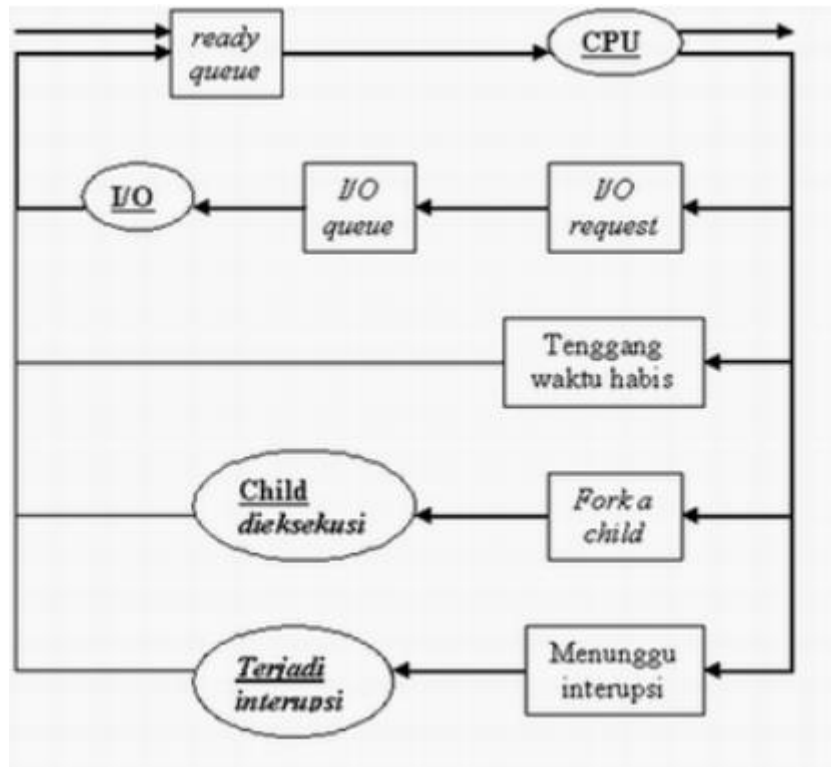 ready
queue
CPU
I/O
I/O
queue
I/O
request
Tenggang
waktu habis
Child
dieksekusi
Fork a
child
Terjadi
interupsi
Menunggu
interupsi